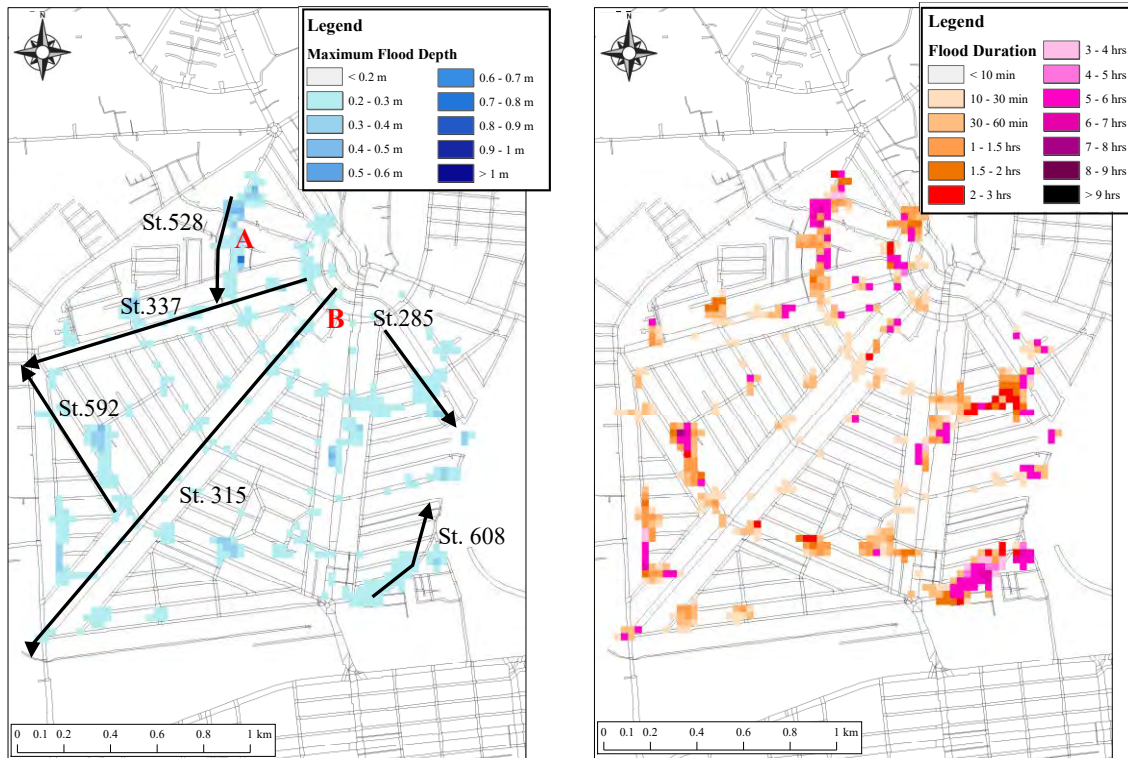 N
Legend
Maximum Flood Depth
< 0.2 m
0.2 - 0.3 m
0.3 - 0.4 m
0.4 - 0.5 m
0.5 - 0.6 m
0.6 - 0.7 m
0.7 - 0.8 m
0.8 - 0.9 m
0.9 - 1 m
> 1 m
St.528
A
St.337
B
St.285
St.592
St. 315
St. 608
0 0.1 0.2 0.4 0.6 0.8 1 km
N
Legend
Flood Duration
< 10 min
10 - 30 min
30 - 60 min
1 - 1.5 hrs
1.5 - 2 hrs
2 - 3 hrs
3 - 4 hrs
4 - 5 hrs
5 - 6 hrs
6 - 7 hrs
7 - 8 hrs
8 - 9 hrs
> 9 hrs
0 0.1 0.2 0.4 0.6 0.8 1 km